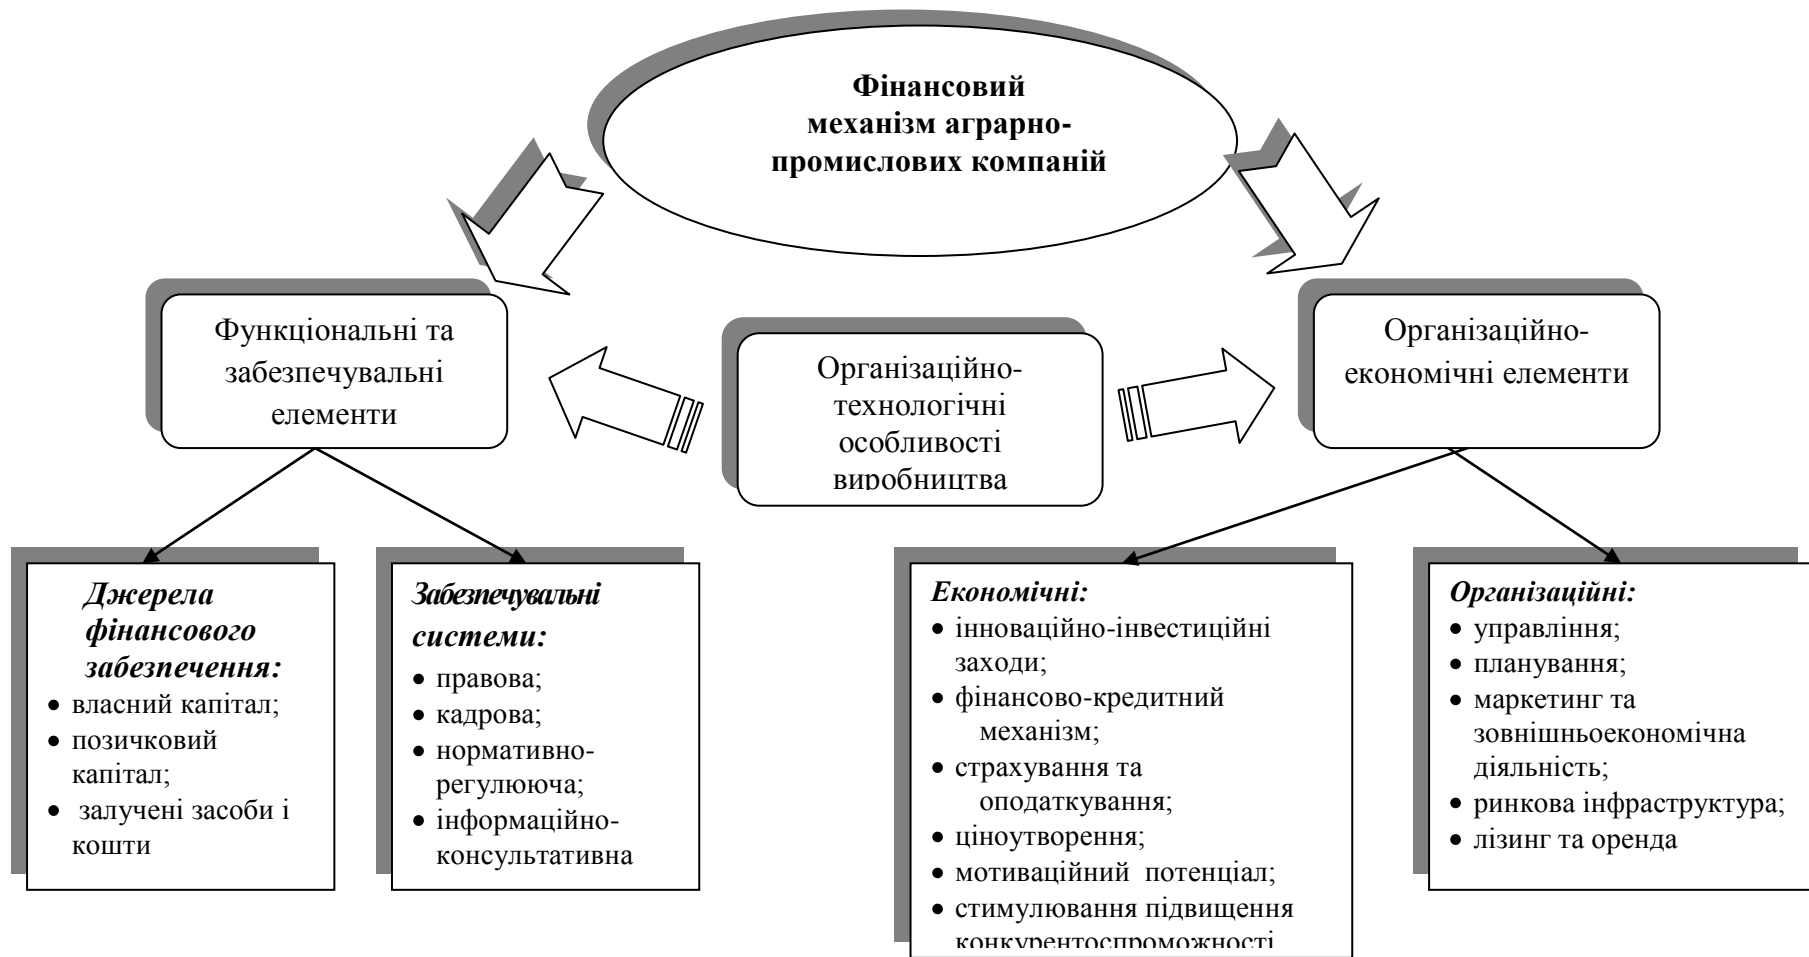 Фінансовий
механізм аграрно-
промислових компаній
Функціональні та
забезпечувальні
елементи
Організаційно-
технологічні
особливості
виробництва
Організаційно-
економічні елементи
Джерела
фінансового
забезпечення:
• власний капітал;
• позичковий
капітал;
• залучені засоби і
кошти
Забезпечувальні
системи:
• правова;
• кадрова;
• нормативно-
регулююча;
• інформаційно-
консультативна
Економічні:
• інноваційно-інвестиційні
заходи;
• фінансово-кредитний
механізм;
• страхування та
оподаткування;
• ціноутворення;
• мотиваційний потенціал;
• стимулювання підвищення
конкурентоспроможності
Організаційні:
• управління;
• планування;
• маркетинг та
зовнішньоекономічна
діяльність;
• ринкова інфраструктура;
• лізинг та оренда